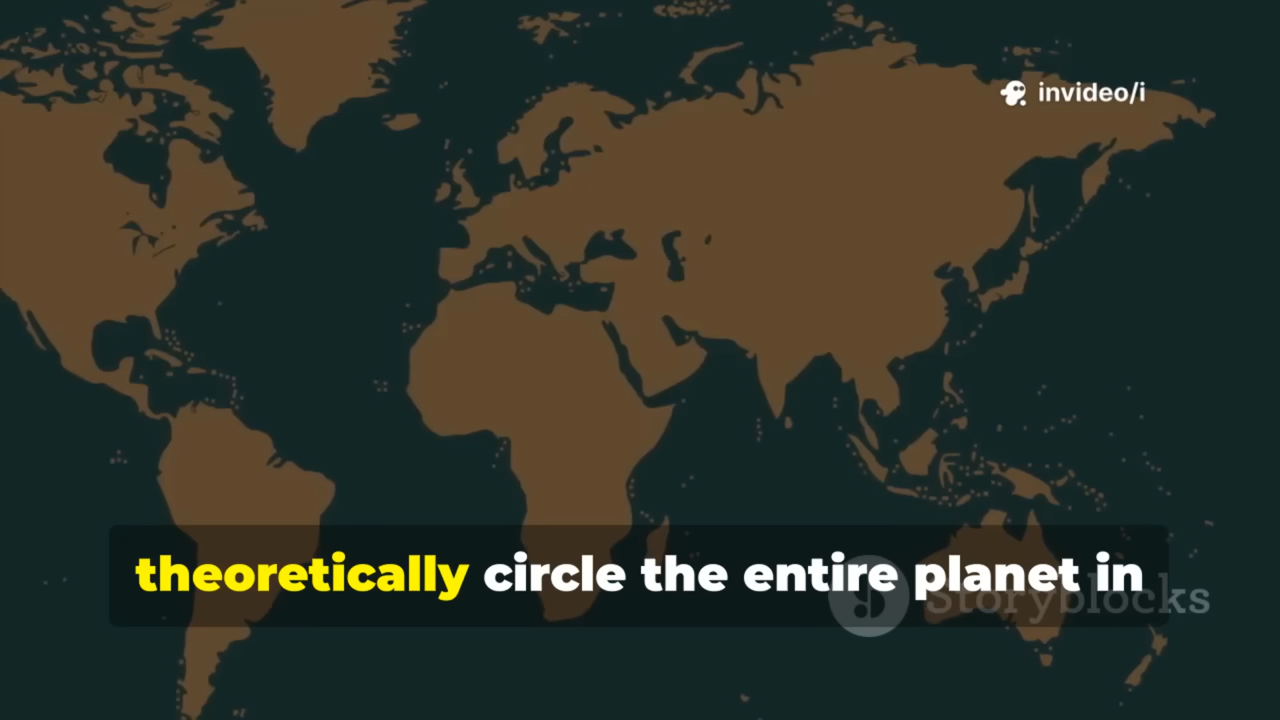 invideo/i
theoretically circle the entire planet in
Storyblocks